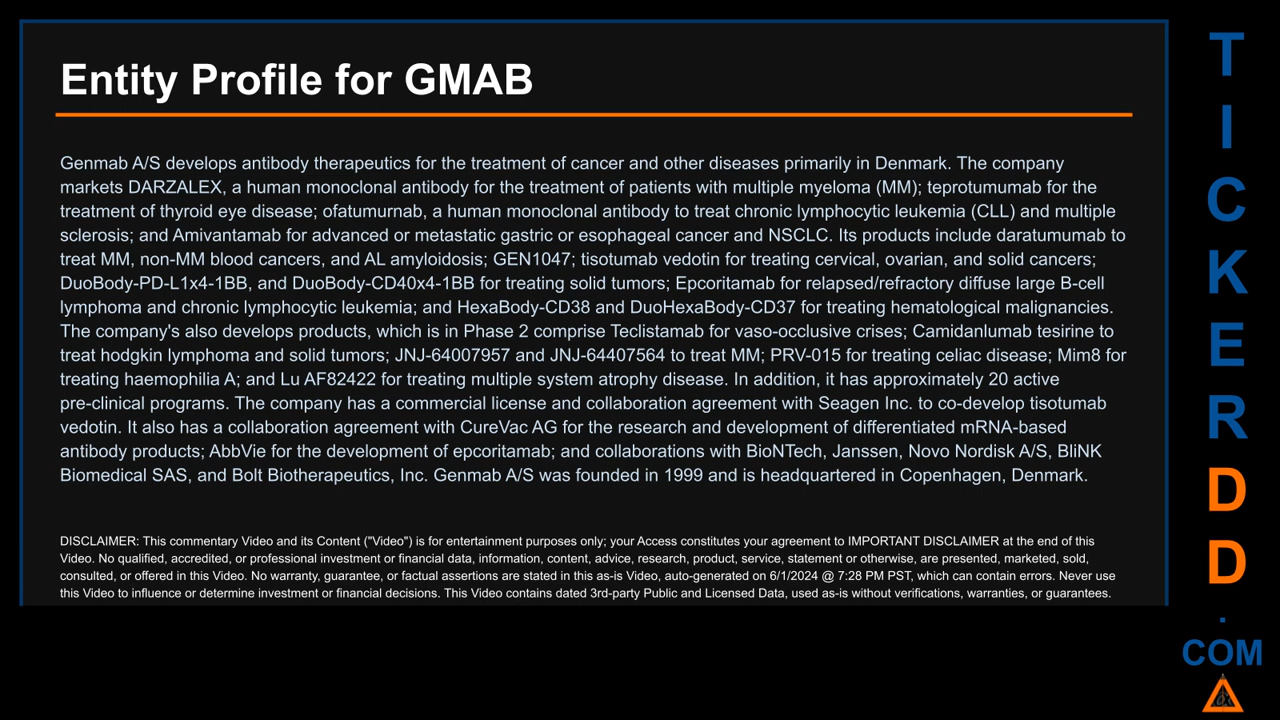 Entity Profile for GMAB
Genmab A/S develops antibody therapeutics for the treatment of cancer and other diseases primarily in Denmark. The company
markets DARZALEX, a human monoclonal antibody for the treatment of patients with multiple myeloma (MM); teprotumumab for the
treatment of thyroid eye disease; ofatumurnab, a human monoclonal antibody to treat chronic lymphocytic leukemia (CLL) and multiple
sclerosis; and Amivantamab for advanced or metastatic gastric or esophageal cancer and NSCLC. Its products include daratumumab to
treat MM, non-MM blood cancers, and AL amyloidosis; GEN1047; tisotumab vedotin for treating cervical, ovarian, and solid cancers;
DuoBody-PD-L1x4-1BB, and DuoBody-CD40x4-1BB for treating solid tumors; Epcoritamab for relapsed/refractory diffuse large B-cell
lymphoma and chronic lymphocytic leukemia; and HexaBody-CD38 and DuoHexaBody-CD37 for treating hematological malignancies.
The company's also develops products, which is in Phase 2 comprise Teclistamab for vaso-occlusive crises; Camidanlumab tesirine to
treat hodgkin lymphoma and solid tumors; JNJ-64007957 and JNJ-64407564 to treat MM; PRV-015 for treating celiac disease; Mim8 for
treating haemophilia A; and Lu AF82422 for treating multiple system atrophy disease. In addition, it has approximately 20 active
pre-clinical programs. The company has a commercial license and collaboration agreement with Seagen Inc. to co-develop tisotumab
vedotin. It also has a collaboration agreement with CureVac AG for the research and development of differentiated mRNA-based
antibody products; AbbVie for the development of epcoritamab; and collaborations with BioNTech, Janssen, Novo Nordisk A/S, BliNK
Biomedical SAS, and Bolt Biotherapeutics, Inc. Genmab A/S was founded in 1999 and is headquartered in Copenhagen, Denmark.
DISCLAIMER: This commentary Video and its Content ("Video") is for entertainment purposes only; your Access constitutes your agreement to IMPORTANT DISCLAIMER at the end of this
Video. No qualified, accredited, or professional investment or financial data, information, content, advice, research, product, service, statement or otherwise, are presented, marketed, sold,
consulted, or offered in this Video. No warranty, guarantee, or factual assertions are stated in this as-is Video, auto-generated on 6/1/2024 @ 7:28 PM PST, which can contain errors. Never use
this Video to influence or determine investment or financial decisions. This Video contains dated 3rd-party Public and Licensed Data, used as-is without verifications, warranties, or guarantees.
T
I
C
K
E
R
D
D
.
COM